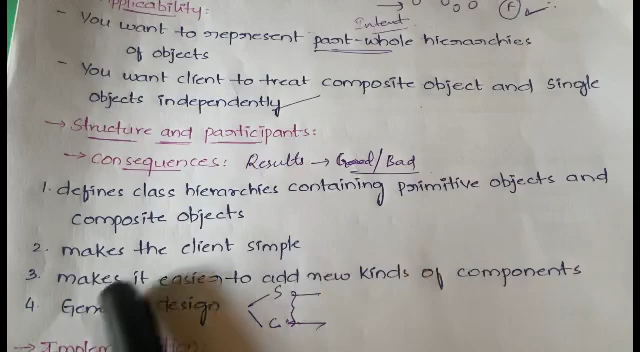 Applicability:
Intent
- You want to represent part-whole hierarchies
of objects
F
- You want client to treat composite object and single
objects independently
→ Structure and participants:
→ Consequences: Results → Good/Bad
1. defines class hierarchies containing primitive objects and
composite objects
2. makes the client simple
3. makes it easier to add new kinds of components
4. design
S
C